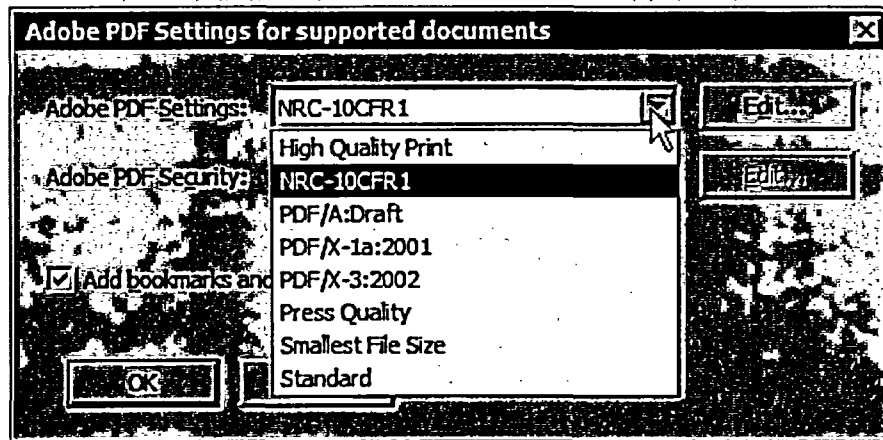 Adobe PDF Settings for supported documents
Adobe PDF Settings: NRC-10CFR1 Edit...
High Quality Print
Adobe PDF Security: NRC-10CFR1 Edit...
PDF/A:Draft
PDF/X-1a:2001
Add bookmarks and PDF/X-3:2002
Press Quality
Smallest File Size
OK Standard